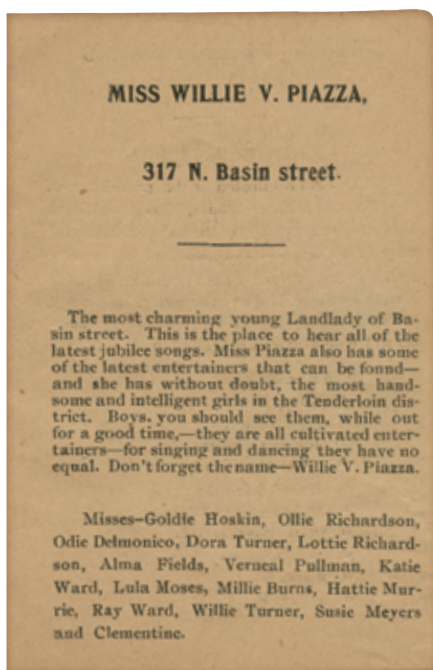 MISS WILLIE V. PIAZZA,
317 N. Basin street.
The most charming young Landlady of Ba-
sin street. This is the place to hear all of the
latest jubilee songs. Miss Piazza also has some
of the latest entertainers that can be fonnd—
and she has without doubt, the most hand-
some and intelligent girls in the Tenderloin dis-
trict. Boys. you should see them, while out
for a good time,—they are all cultivated enter-
tainers—for singing and dancing they have no
equal. Don't forget the name—Willie V. Piazza.
Misses—Goldie Hoskin, Ollie Richardson,
Odie Delmonico, Dora Turner, Lottie Richard-
son, Alma Fields, Verneal Pullman, Katie
Ward, Lula Moses, Millie Burns, Hattie Mur-
rie, Ray Ward, Willie Turner, Susie Meyers
and Clementine.